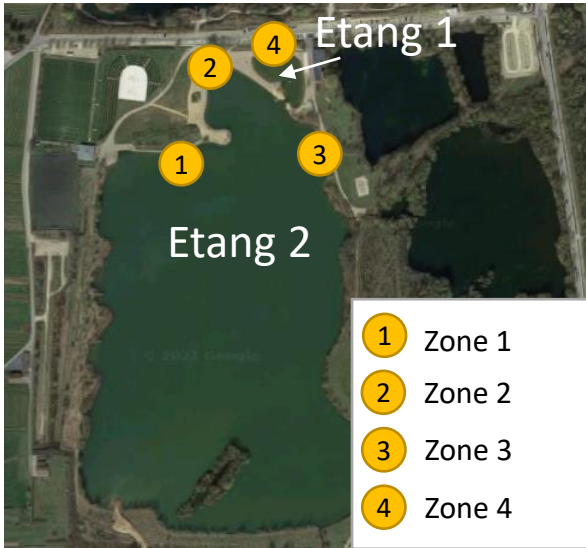 4
Etang 1
2
1
3
Etang 2
© 2021 Google
1 Zone 1
2 Zone 2
3 Zone 3
4 Zone 4